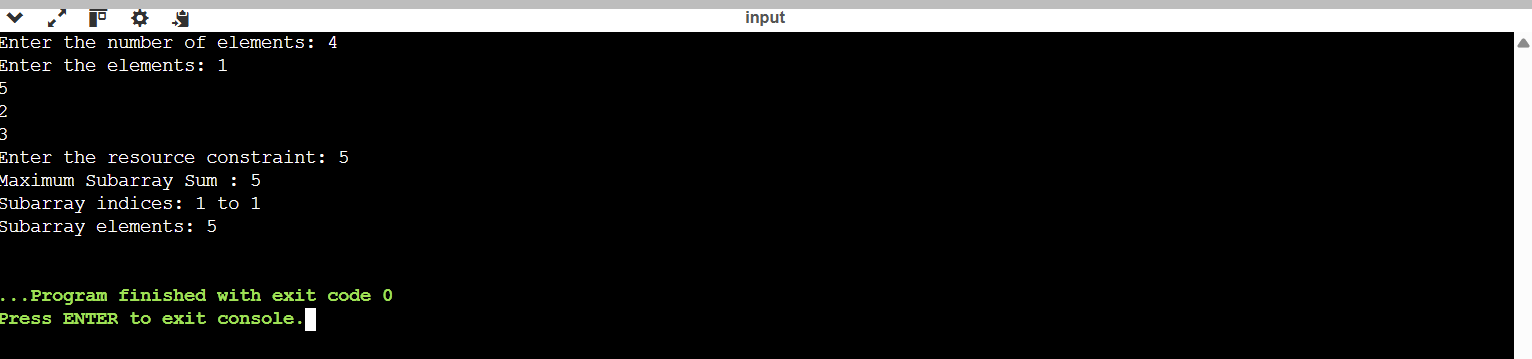 input
Enter the number of elements: 4
Enter the elements: 1
5
2
3
Enter the resource constraint: 5
Maximum Subarray Sum : 5
Subarray indices: 1 to 1
Subarray elements: 5
...Program finished with exit code 0
Press ENTER to exit console.